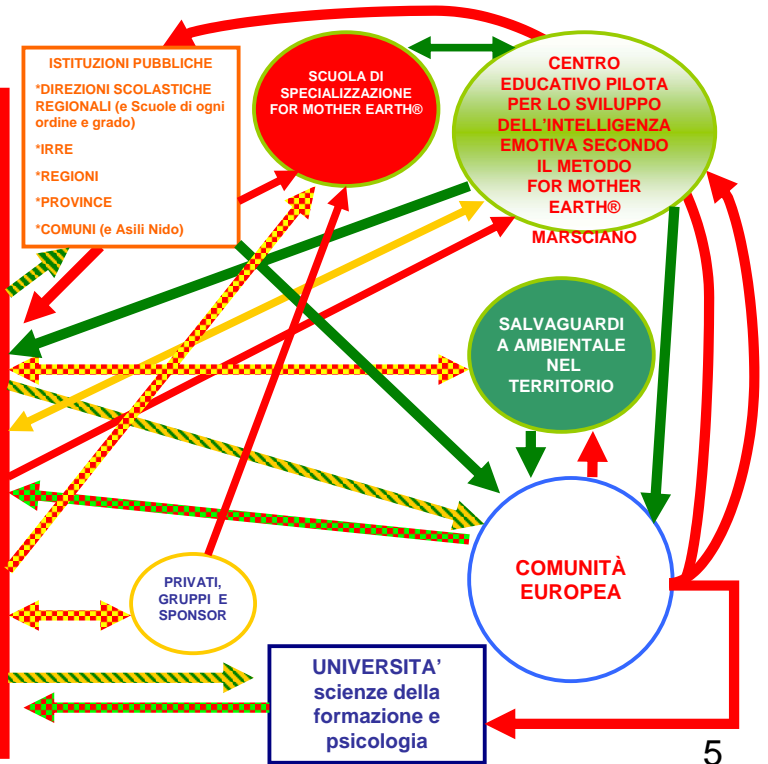 ISTITUZIONI PUBBLICHE
*DIREZIONI SCOLASTICHE
REGIONALI (e Scuole di ogni
ordine e grado)
*IRRE
*REGIONI
*PROVINCE
*COMUNI (e Asili Nido)
SCUOLA DI
SPECIALIZZAZIONE
FOR MOTHER EARTH®
CENTRO
EDUCATIVO PILOTA
PER LO SVILUPPO
DELL'INTELLIGENZA
EMOTIVA SECONDO
IL METODO
FOR MOTHER
EARTH®
MARSCIANO
SALVAGUARDI
A AMBIENTALE
NEL
TERRITORIO
COMUNITÀ
EUROPEA
PRIVATI,
GRUPPI E
SPONSOR
UNIVERSITA'
scienze della
formazione e
psicologia
5